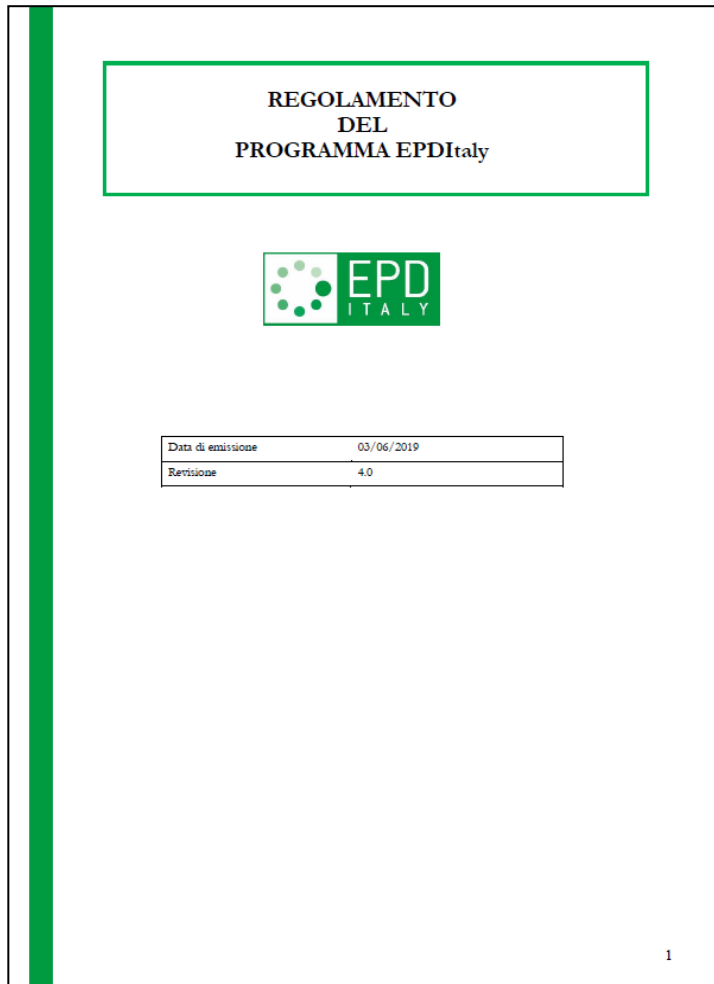 REGOLAMENTO
DEL
PROGRAMMA EPDItaly
EPD
ITALY
Data di emissione 03/06/2019
Revisione 4.0
1